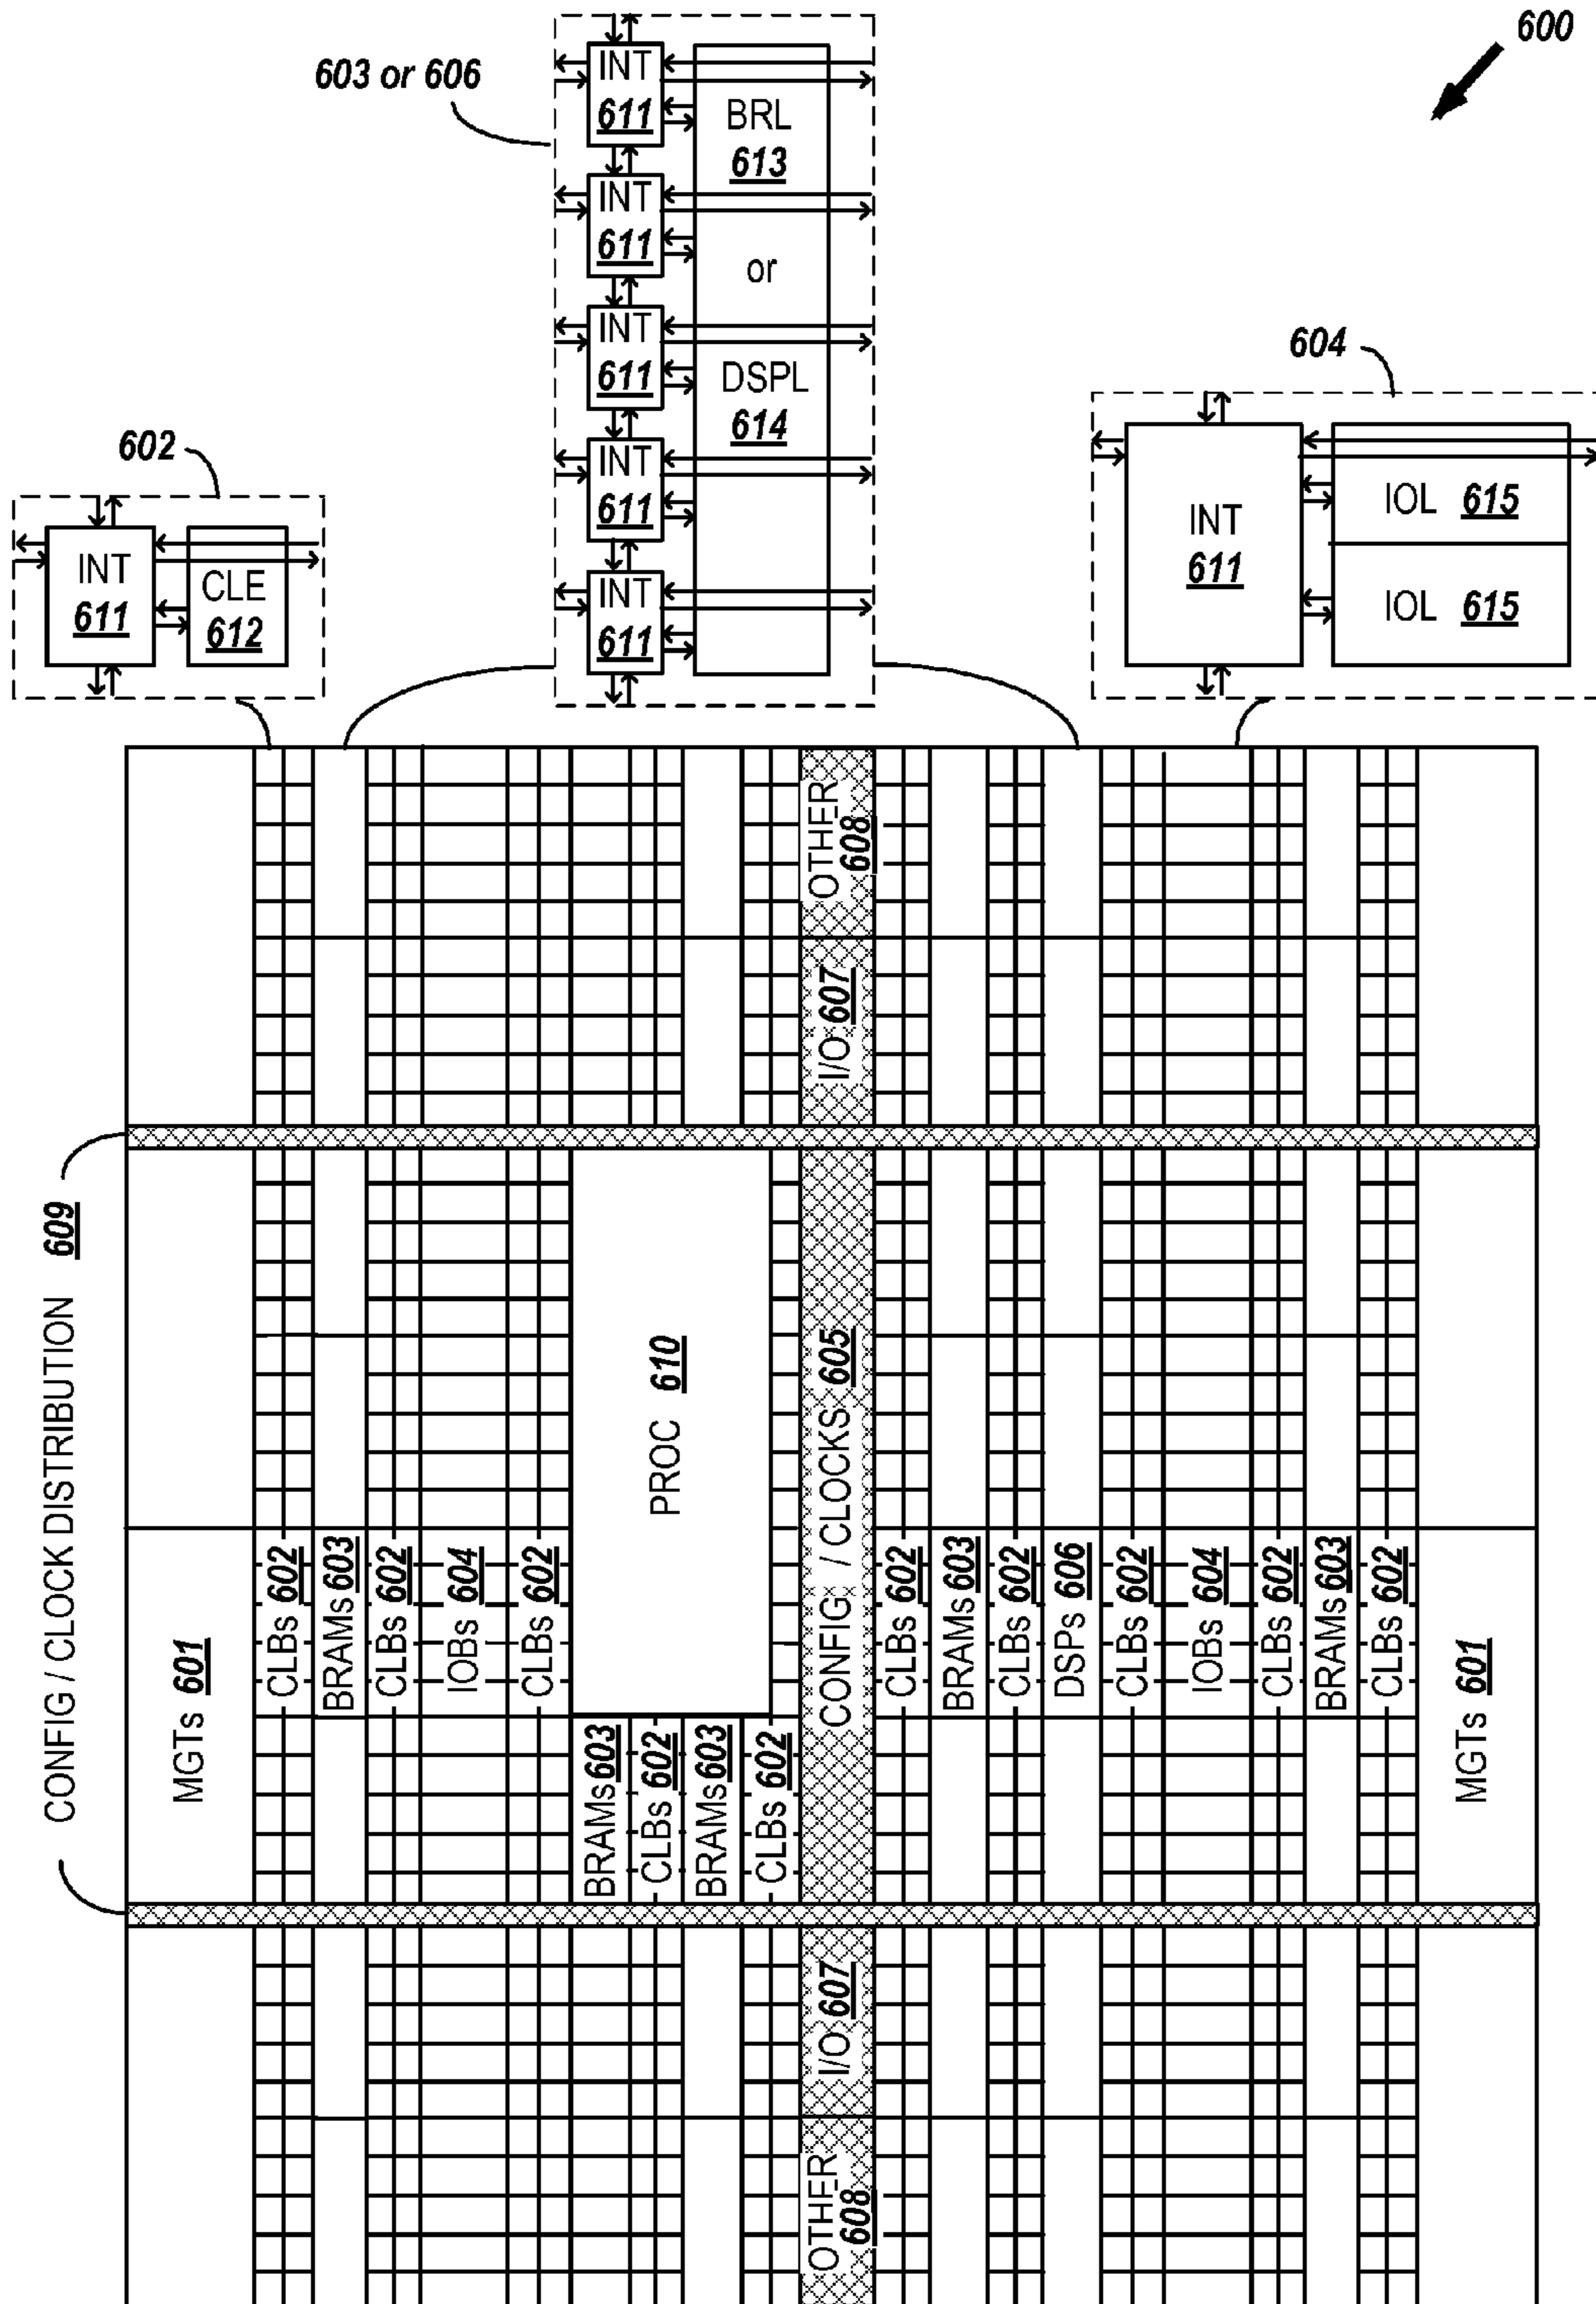 600
603 or 606
INT
611
INT
611
INT
611
INT
611
INT
611
BRL
613
or
DSPL
614
604
INT
611
IOL 615
IOL 615
602
INT
611
CLE
612
OTHER
608
I/O 607
CONFIG / CLOCK DISTRIBUTION 609
PROC 610
CONFIG / CLOCKS 605
MGTs 601
CLBs 602
BRAMs 603
CLBs 602
IOBs 604
CLBs 602
BRAMs 603
CLBs 602
BRAMs 603
CLBs 602
CLBs 602
BRAMs 603
CLBs 602
DSPs 606
CLBs 602
IOBs 604
CLBs 602
BRAMs 603
CLBs 602
MGTs 601
I/O 607
OTHER
608